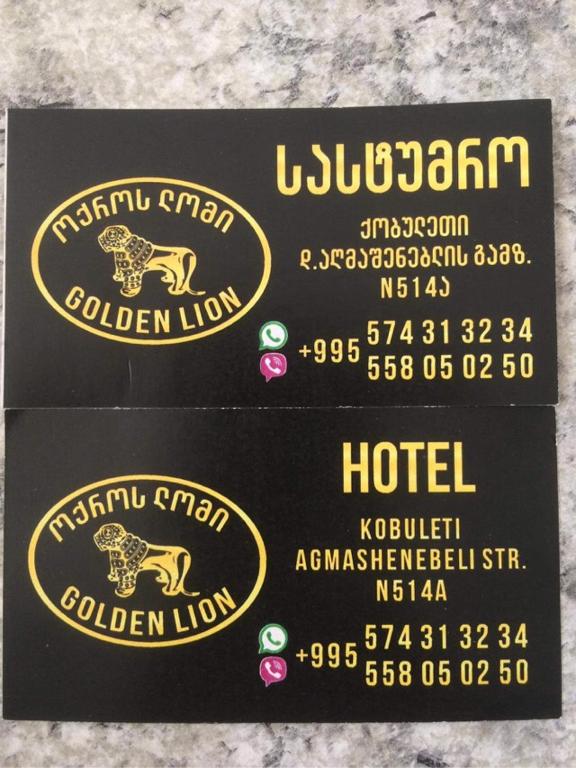 ოქროს ლომი
GOLDEN LION
სასტუმრო
ქობულეთი
დ.აღმაშენებლის გამზ.
N514ა
+995 574 31 32 34
558 05 02 50
ოქროს ლომი
GOLDEN LION
HOTEL
KOBULETI
AGMASHENEBELI STR.
N514A
+995 574 31 32 34
558 05 02 50